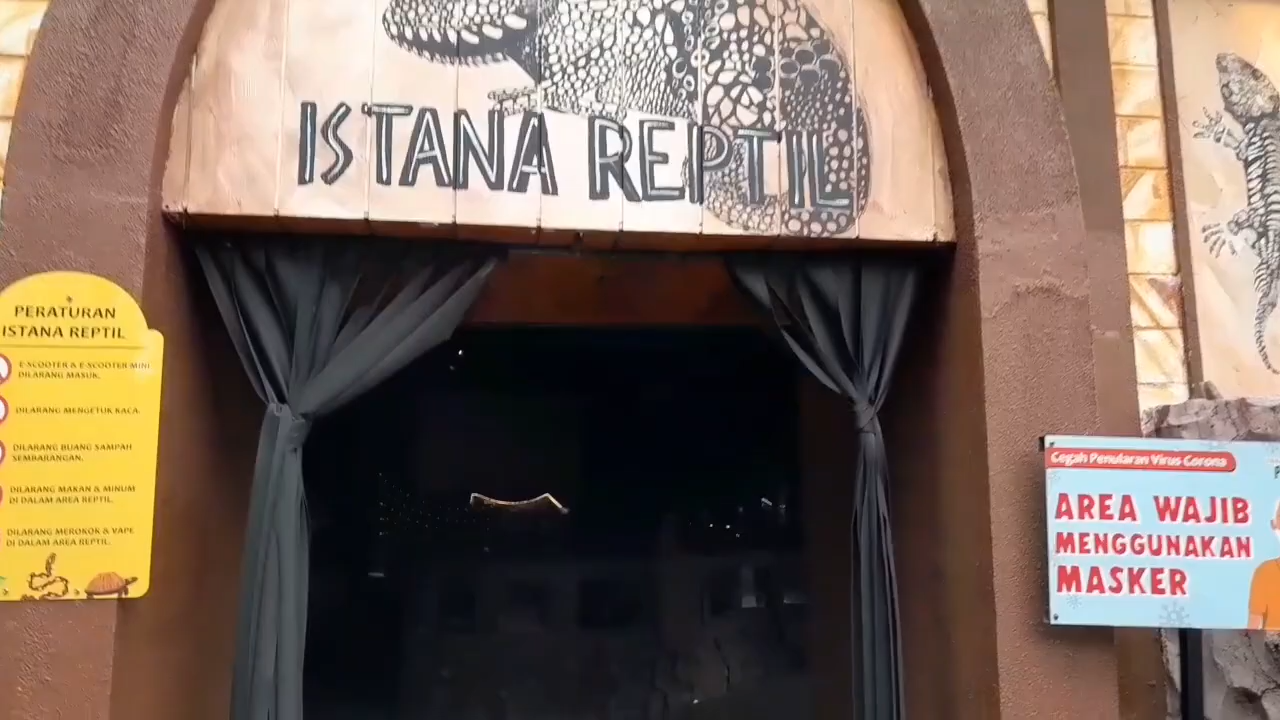 ISTANA REPTIL
PERATURAN
ISTANA REPTIL
E-SCOOTER & E-SCOOTER MINI
DILARANG MASUK.
DILARANG MENGETUK KACA.
DILARANG BUANG SAMPAH
SEMBARANGAN.
DILARANG MAKAN & MINUM
DI DALAM AREA REPTIL.
DILARANG MEROKOK & VAPE
DI DALAM AREA REPTIL.
Cegah Penularan Virus Corona
AREA WAJIB
MENGGUNAKAN
MASKER